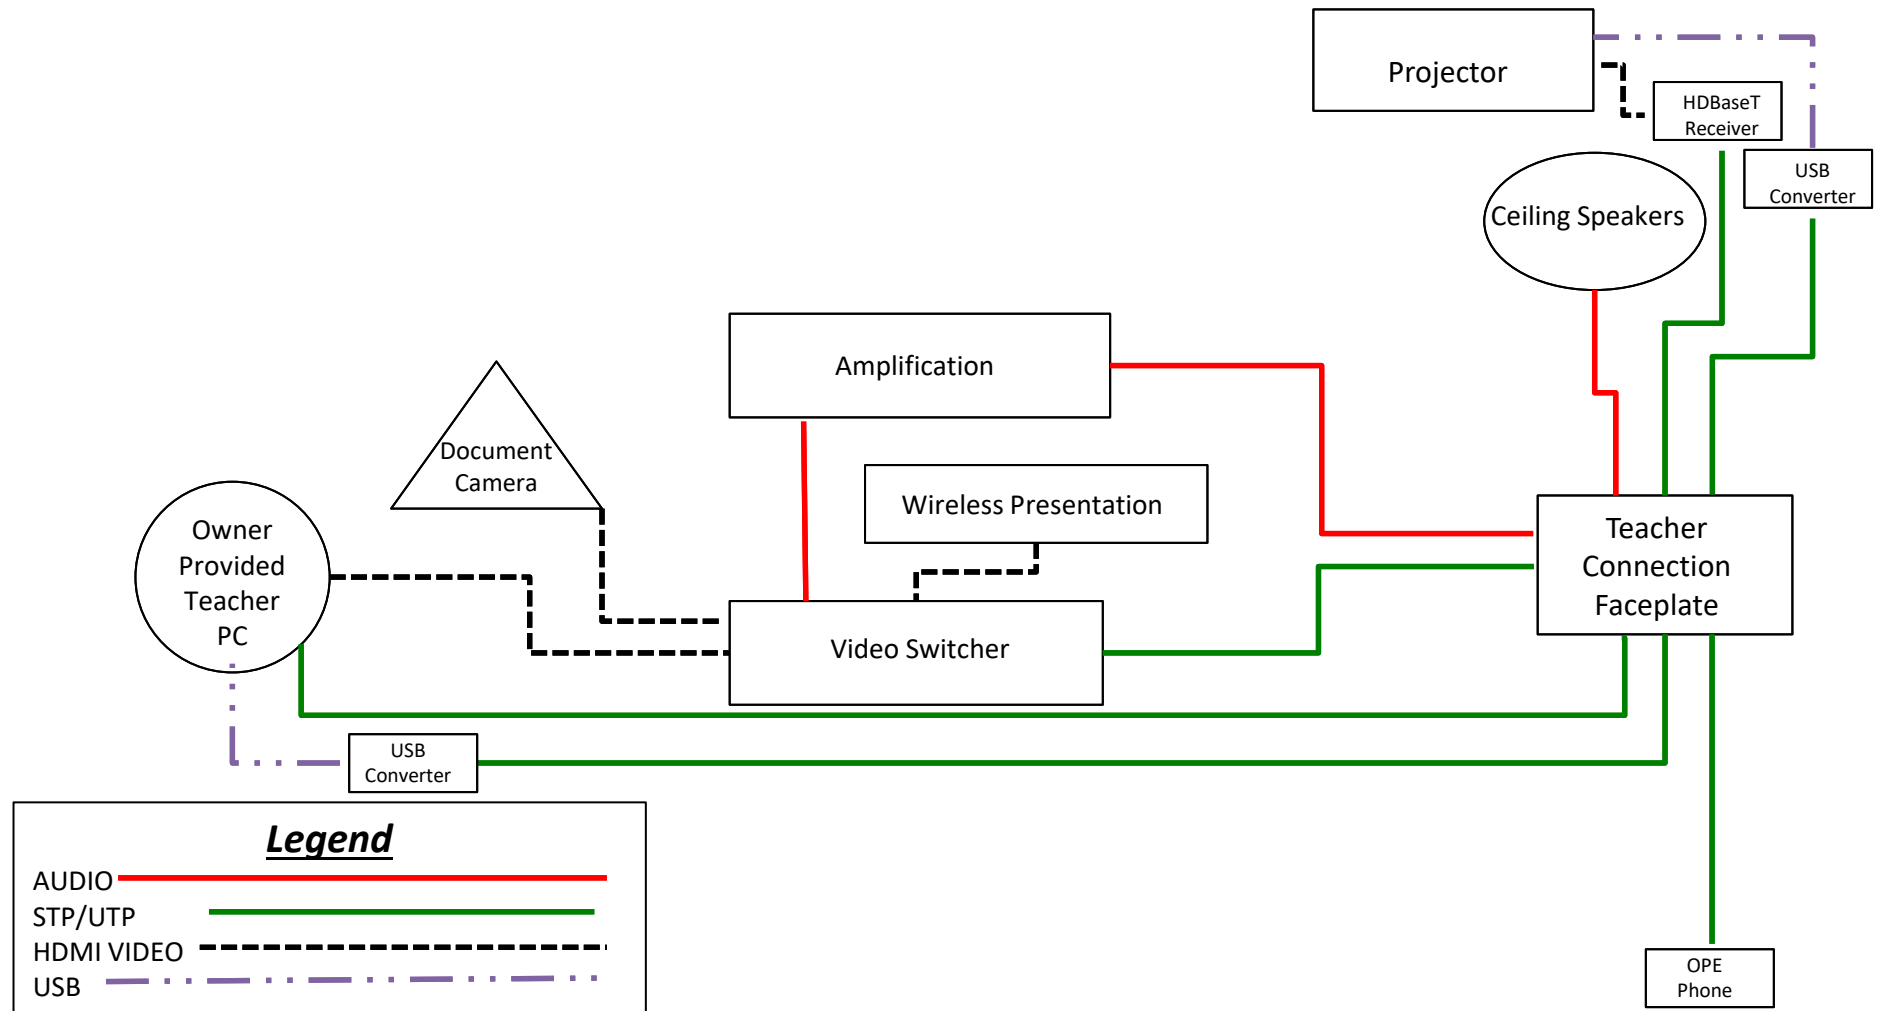 Projector
HDBaseT
Receiver
USB
Converter
Ceiling Speakers
Amplification
Document
Camera
Wireless Presentation
Owner
Provided
Teacher
PC
Teacher
Connection
Faceplate
Video Switcher
USB
Converter
Legend
AUDIO
STP/UTP
HDMI VIDEO
USB
OPE
Phone